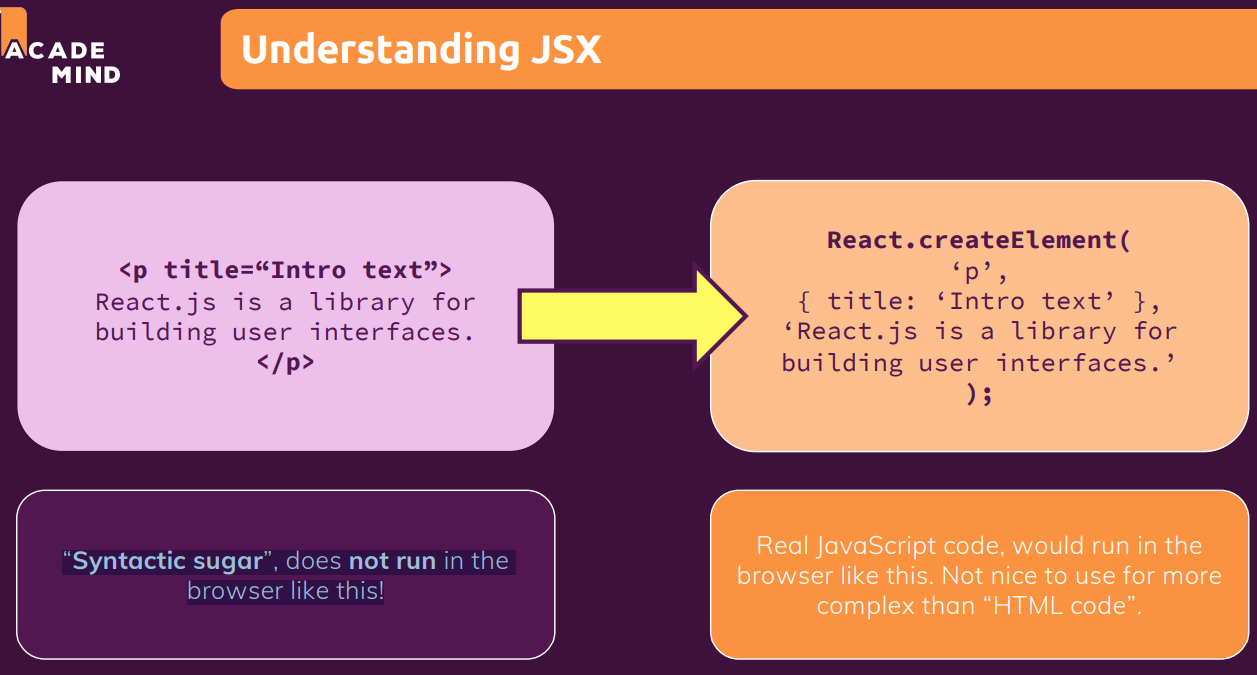 ACADE
MIND
Understanding JSX
<p title=“Intro text”>
React.js is a library for
building user interfaces.
</p>
React.createElement(
‘p’,
{ title: ‘Intro text’ },
‘React.js is a library for
building user interfaces.’
);
“Syntactic sugar”, does not run in the
browser like this!
Real JavaScript code, would run in the
browser like this. Not nice to use for more
complex than “HTML code”.